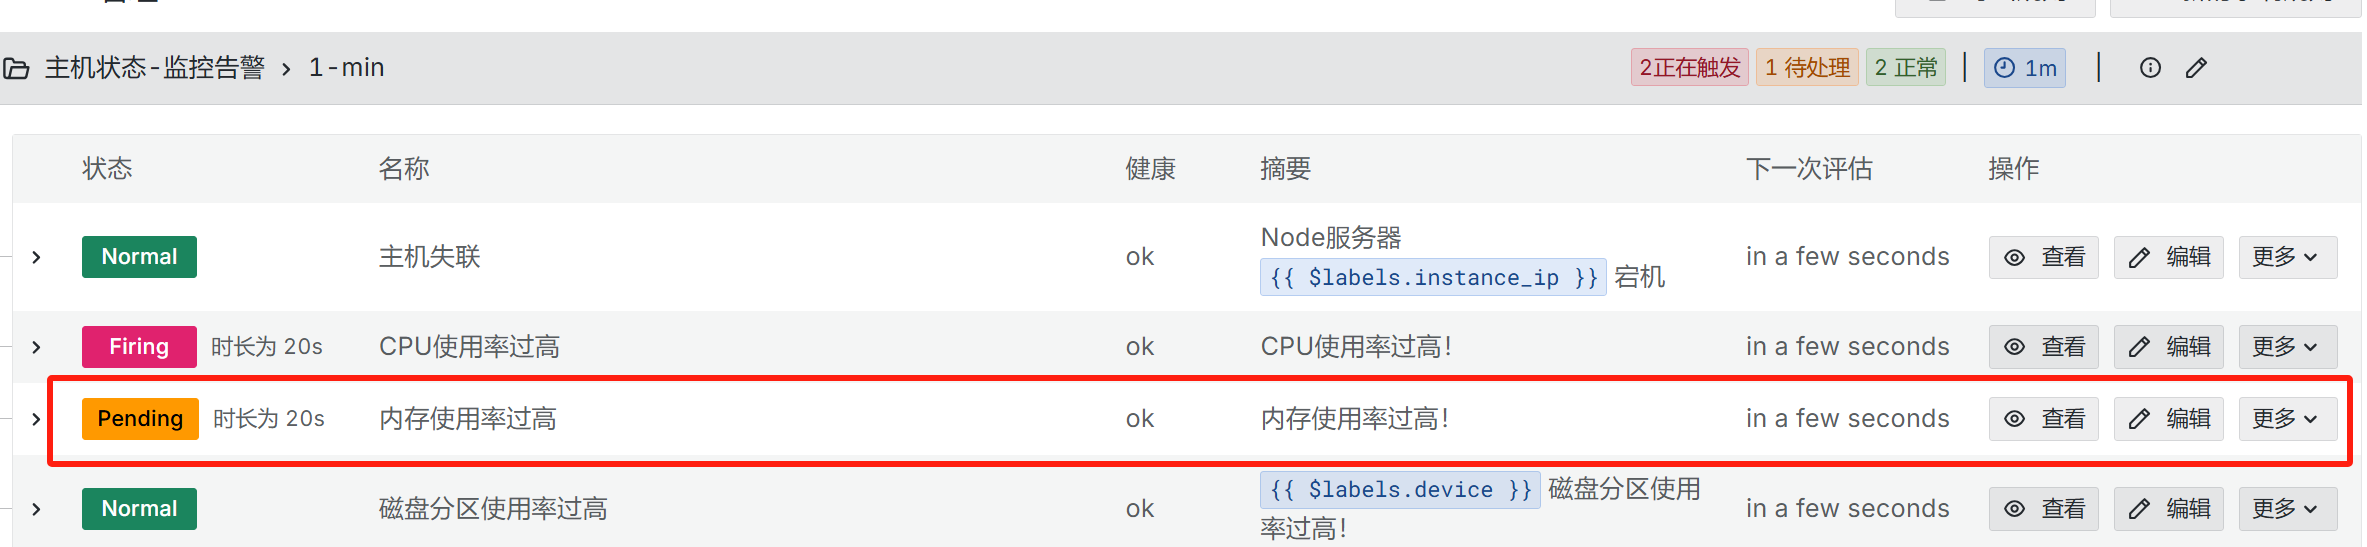 主机状态-监控告警 › 1-min 2正在触发 1 待处理 2 正常 | 1m |
状态 名称 健康 摘要 下一次评估 操作
Normal 主机失联 ok Node服务器 {{ $labels.instance_ip }} 宕机 in a few seconds 查看 编辑 更多
Firing 时长为 20s CPU使用率过高 ok CPU使用率过高! in a few seconds 查看 编辑 更多
Pending 时长为 20s 内存使用率过高 ok 内存使用率过高! in a few seconds 查看 编辑 更多
Normal 磁盘分区使用率过高 ok {{ $labels.device }} 磁盘分区使用率过高! in a few seconds 查看 编辑 更多